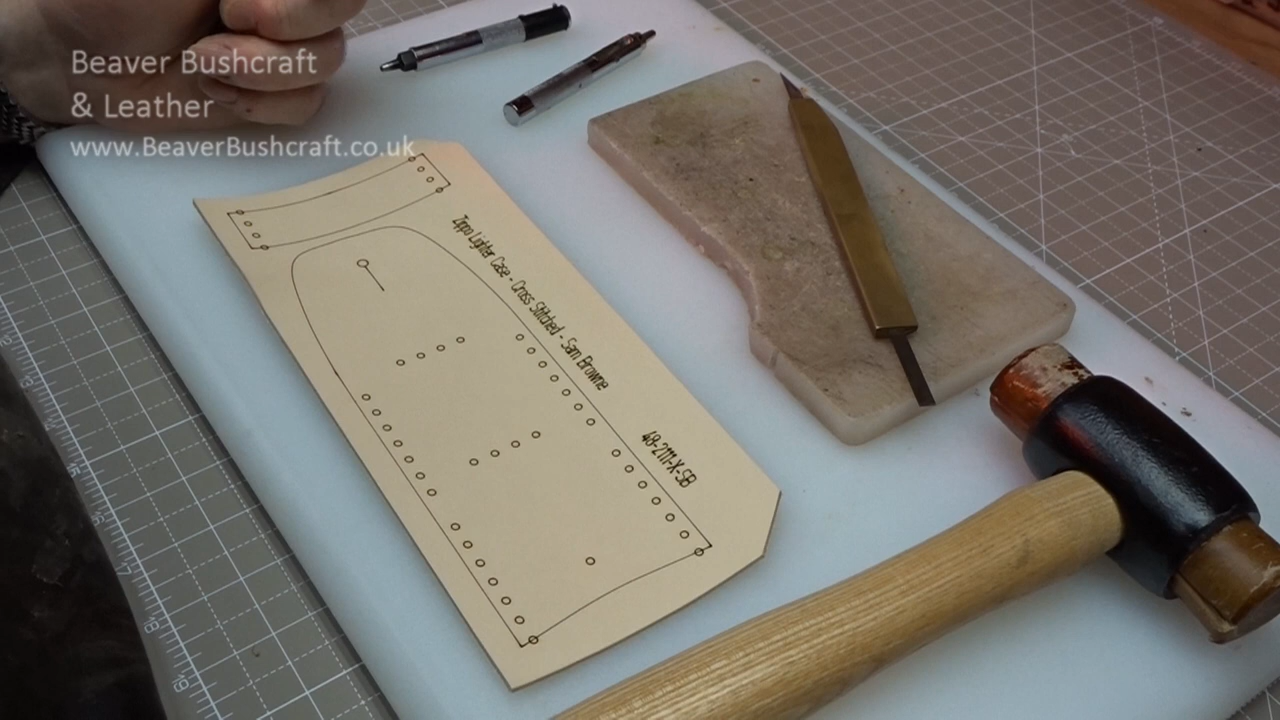 Beaver Bushcraft
& Leather
www.BeaverBushcraft.co.uk
Zippo Lighter Case - Cross Stitched - Sam Browne
48-2111-X-SB